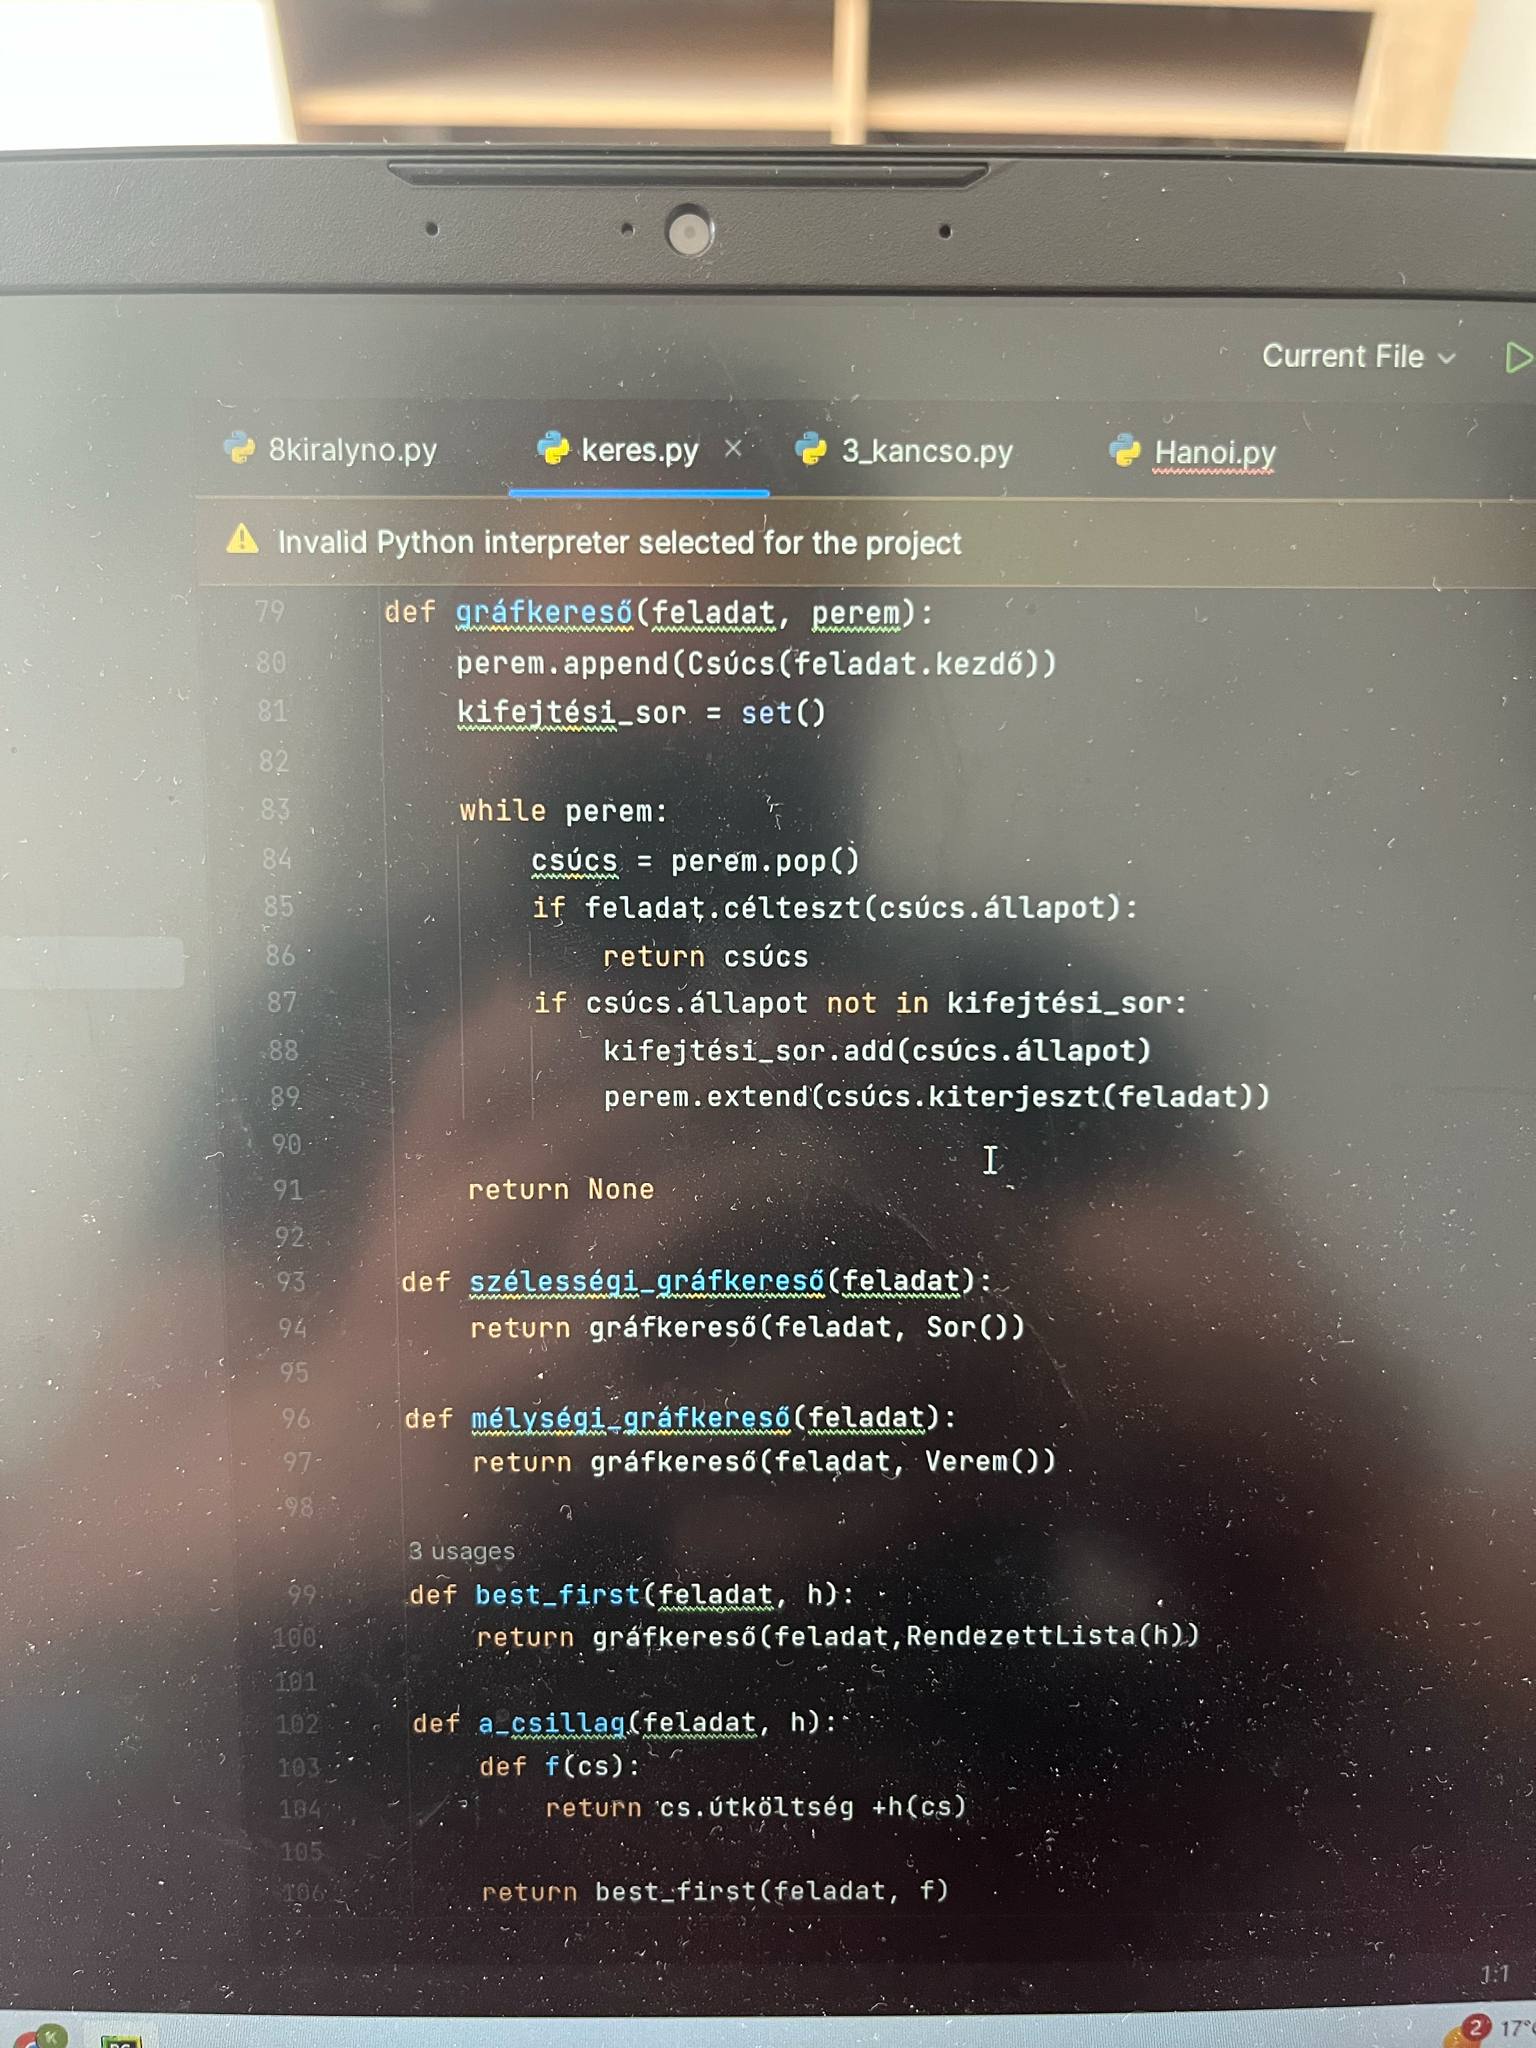 Current File
8kiralyno.py
keres.py
3_kancso.py
Hanoi.py
Invalid Python interpreter selected for the project
79 def gráfkereső(feladat, perem):
80 perem.append(Csúcs(feladat.kezdő))
81 kifejtési_sor = set()
82
83 while perem:
84 csúcs = perem.pop()
85 if feladat.célteszt(csúcs.állapot):
86 return csúcs
87 if csúcs.állapot not in kifejtési_sor:
88 kifejtési_sor.add(csúcs.állapot)
89 perem.extend(csúcs.kiterjeszt(feladat))
90
91 return None
92
93 def szélességi_gráfkereső(feladat):
94 return gráfkereső(feladat, Sor())
95
96 def mélységi_gráfkereső(feladat):
97 return gráfkereső(feladat, Verem())
98
3 usages
99 def best_first(feladat, h):
100 return gráfkereső(feladat,RendezettLista(h))
101
102 def a_csillag(feladat, h):
103 def f(cs):
104 return cs.útköltség +h(cs)
105
106 return best_first(feladat, f)
1:1
K
2